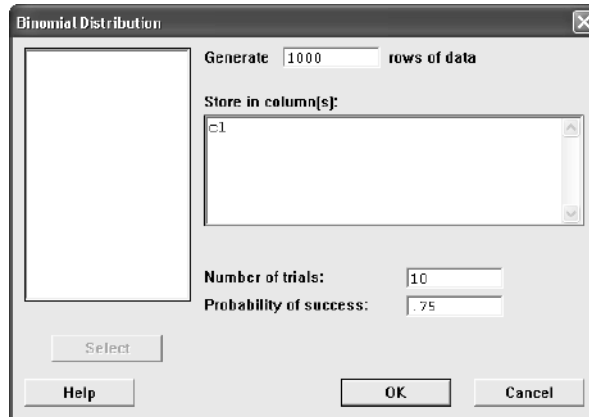 Binomial Distribution
Generate 1000 rows of data
Store in column(s):
c1
Number of trials: 10
Probability of success: .75
Select
Help OK Cancel